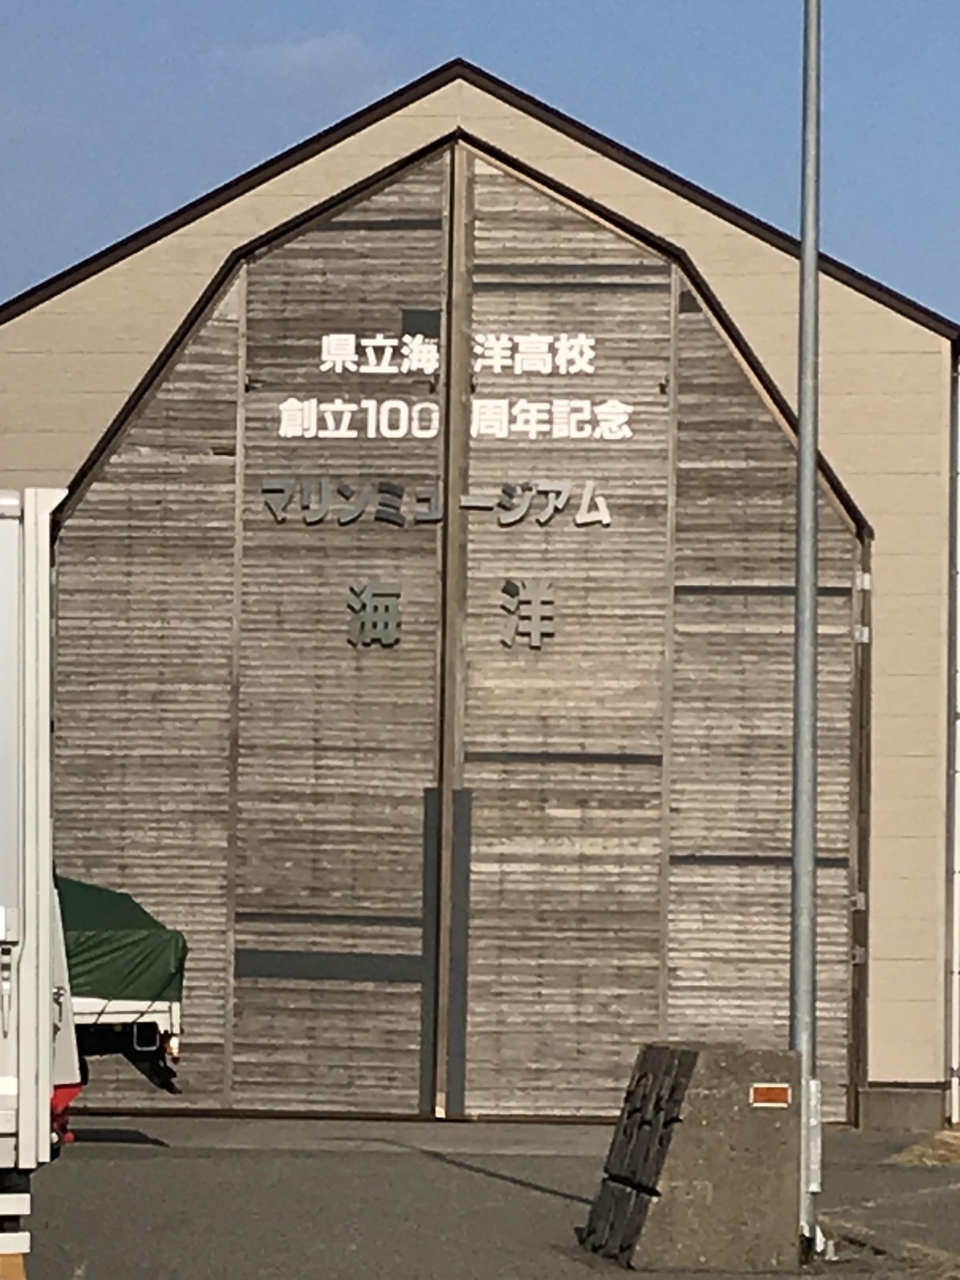 県立海洋高校
創立100周年記念
マリンミュージアム
海洋